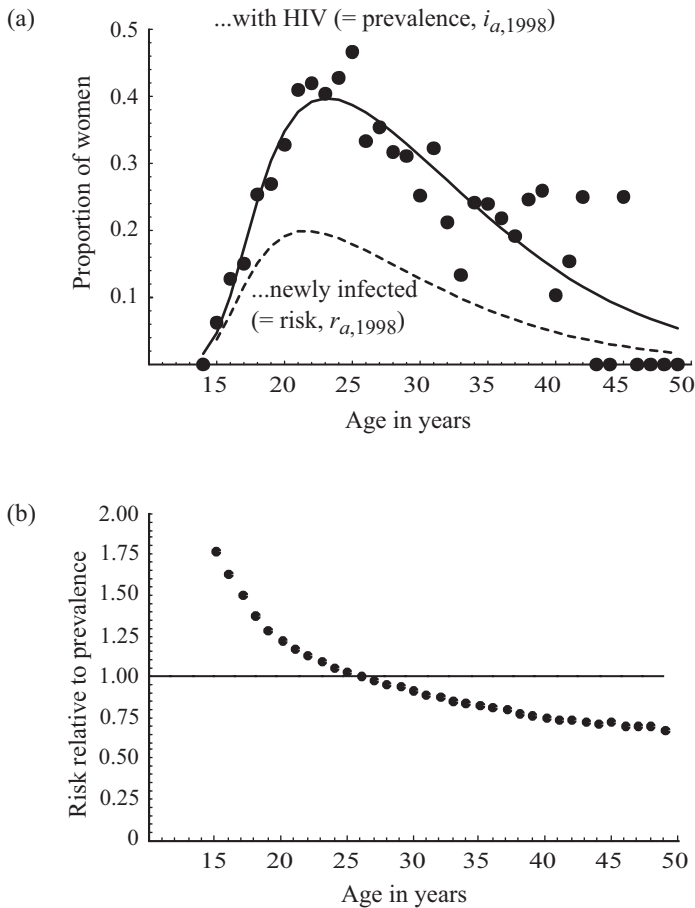 (a)
...with HIV (= prevalence, i_a,1998)
0.5
0.4
0.3
0.2
0.1
Proportion of women
...newly infected
(= risk, r_a,1998)
15 20 25 30 35 40 45 50
Age in years
(b)
2.00
1.75
1.50
1.25
1.00
0.75
0.50
0.25
0
Risk relative to prevalence
15 20 25 30 35 40 45 50
Age in years